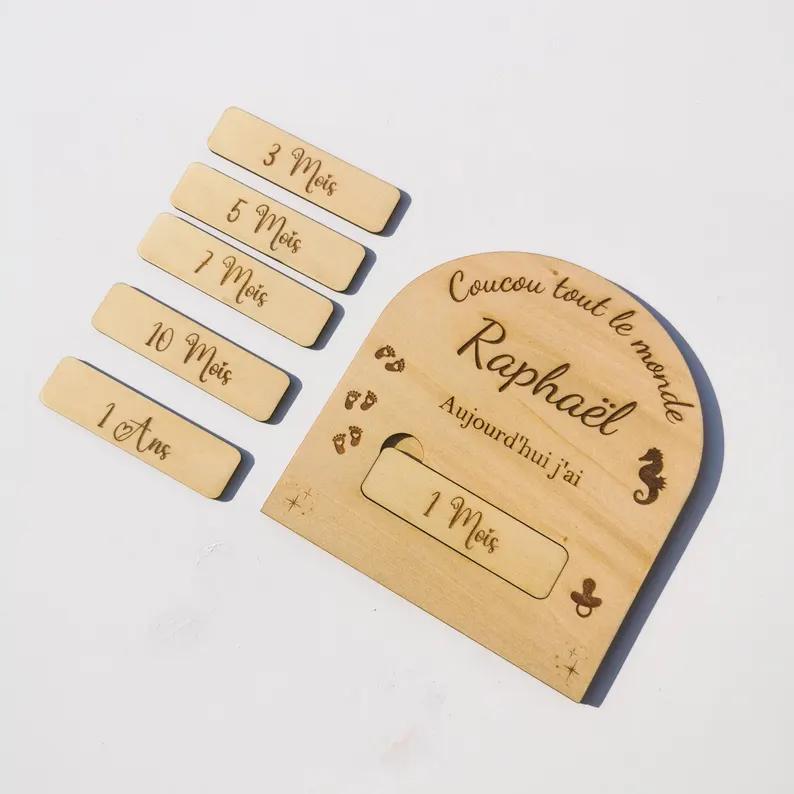 3 Mois
5 Mois
7 Mois
10 Mois
1 Ans
Coucou tout le monde
Raphaël
Aujourd'hui j'ai
1 Mois